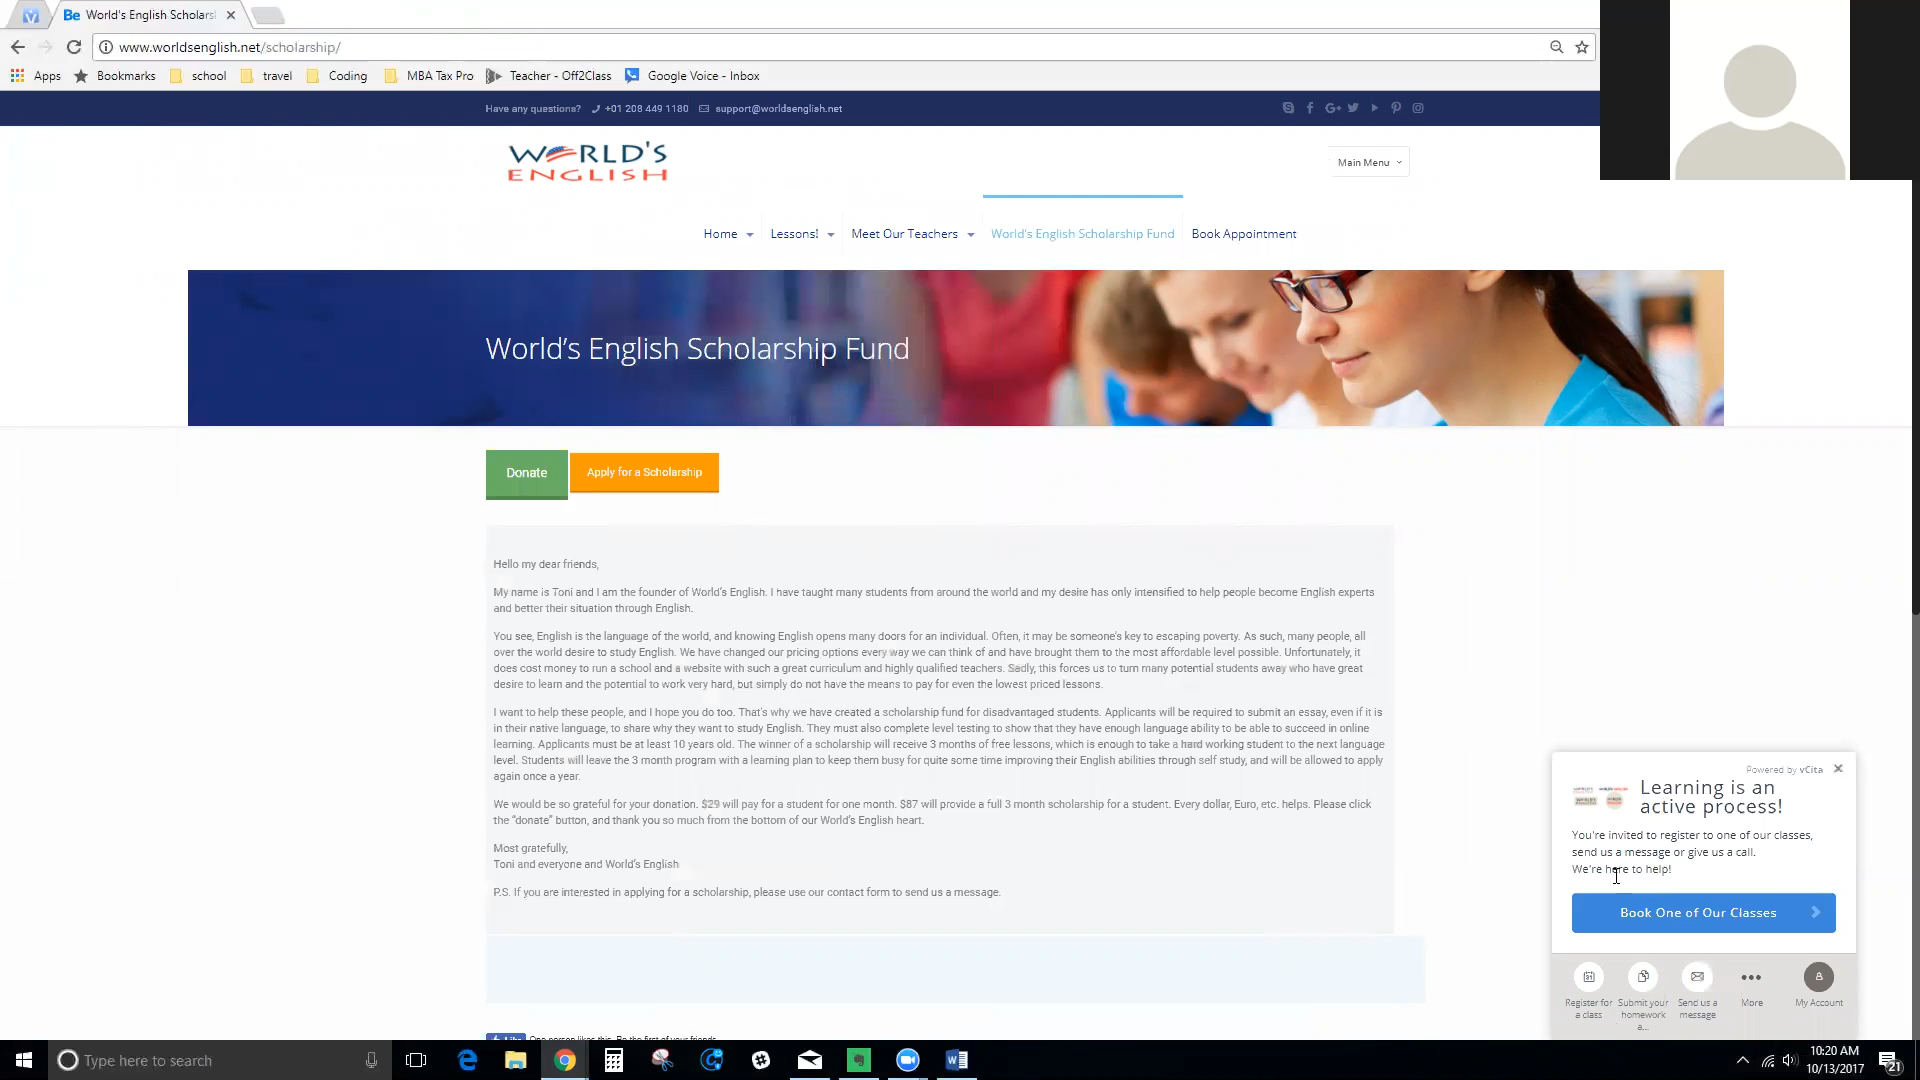 Be World's English Scholars
www.worldsenglish.net/scholarship/
Apps Bookmarks school travel Coding MBA Tax Pro Teacher - Off2Class Google Voice - Inbox
Have any questions? +01 208 449 1180 support@worldsenglish.net
WORLD'S
ENGLISH
Main Menu
Home Lessons! Meet Our Teachers World's English Scholarship Fund Book Appointment
World's English Scholarship Fund
Donate Apply for a Scholarship
Hello my dear friends,
My name is Toni and I am the founder of World's English. I have taught many students from around the world and my desire has only intensified to help people become English experts
and better their situation through English.
You see, English is the language of the world, and knowing English opens many doors for an individual. Often, it may be someone's key to escaping poverty. As such, many people, all
over the world desire to study English. We have changed our pricing options every way we can think of and have brought them to the most affordable level possible. Unfortunately, it
does cost money to run a school and a website with such a great curriculum and highly qualified teachers. Sadly, this forces us to turn many potential students away who have great
desire to learn and the potential to work very hard, but simply do not have the means to pay for even the lowest priced lessons.
I want to help these people, and I hope you do too. That's why we have created a scholarship fund for disadvantaged students. Applicants will be required to submit an essay, even if it is
in their native language, to share why they want to study English. They must also complete level testing to show that they have enough language ability to be able to succeed in online
learning. Applicants must be at least 10 years old. The winner of a scholarship will receive 3 months of free lessons, which is enough to take a hard working student to the next language
level. Students will leave the 3 month program with a learning plan to keep them busy for quite some time improving their English abilities through self study, and will be allowed to apply
again once a year.
We would be so grateful for your donation. $29 will pay for a student for one month. $87 will provide a full 3 month scholarship for a student. Every dollar, Euro, etc. helps. Please click
the "donate" button, and thank you so much from the bottom of our World's English heart.
Most gratefully,
Toni and everyone and World's English
P.S. If you are interested in applying for a scholarship, please use our contact form to send us a message.
Powered by vCita
Learning is an
active process!
You're invited to register to one of our classes,
send us a message or give us a call.
We're here to help!
Book One of Our Classes
Register for
a class
Submit your
homework
a...
Send us a
message
More
My Account
Like One person likes this. Be the first of your friends.
Type here to search
10:20 AM
10/13/2017
21